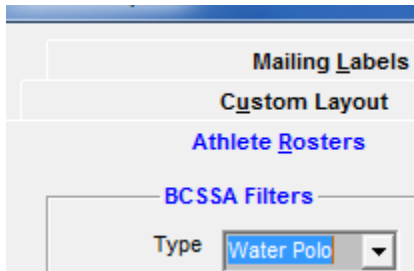 Mailing Labels
Custom Layout
Athlete Rosters
BCSSA Filters
Type Water Polo